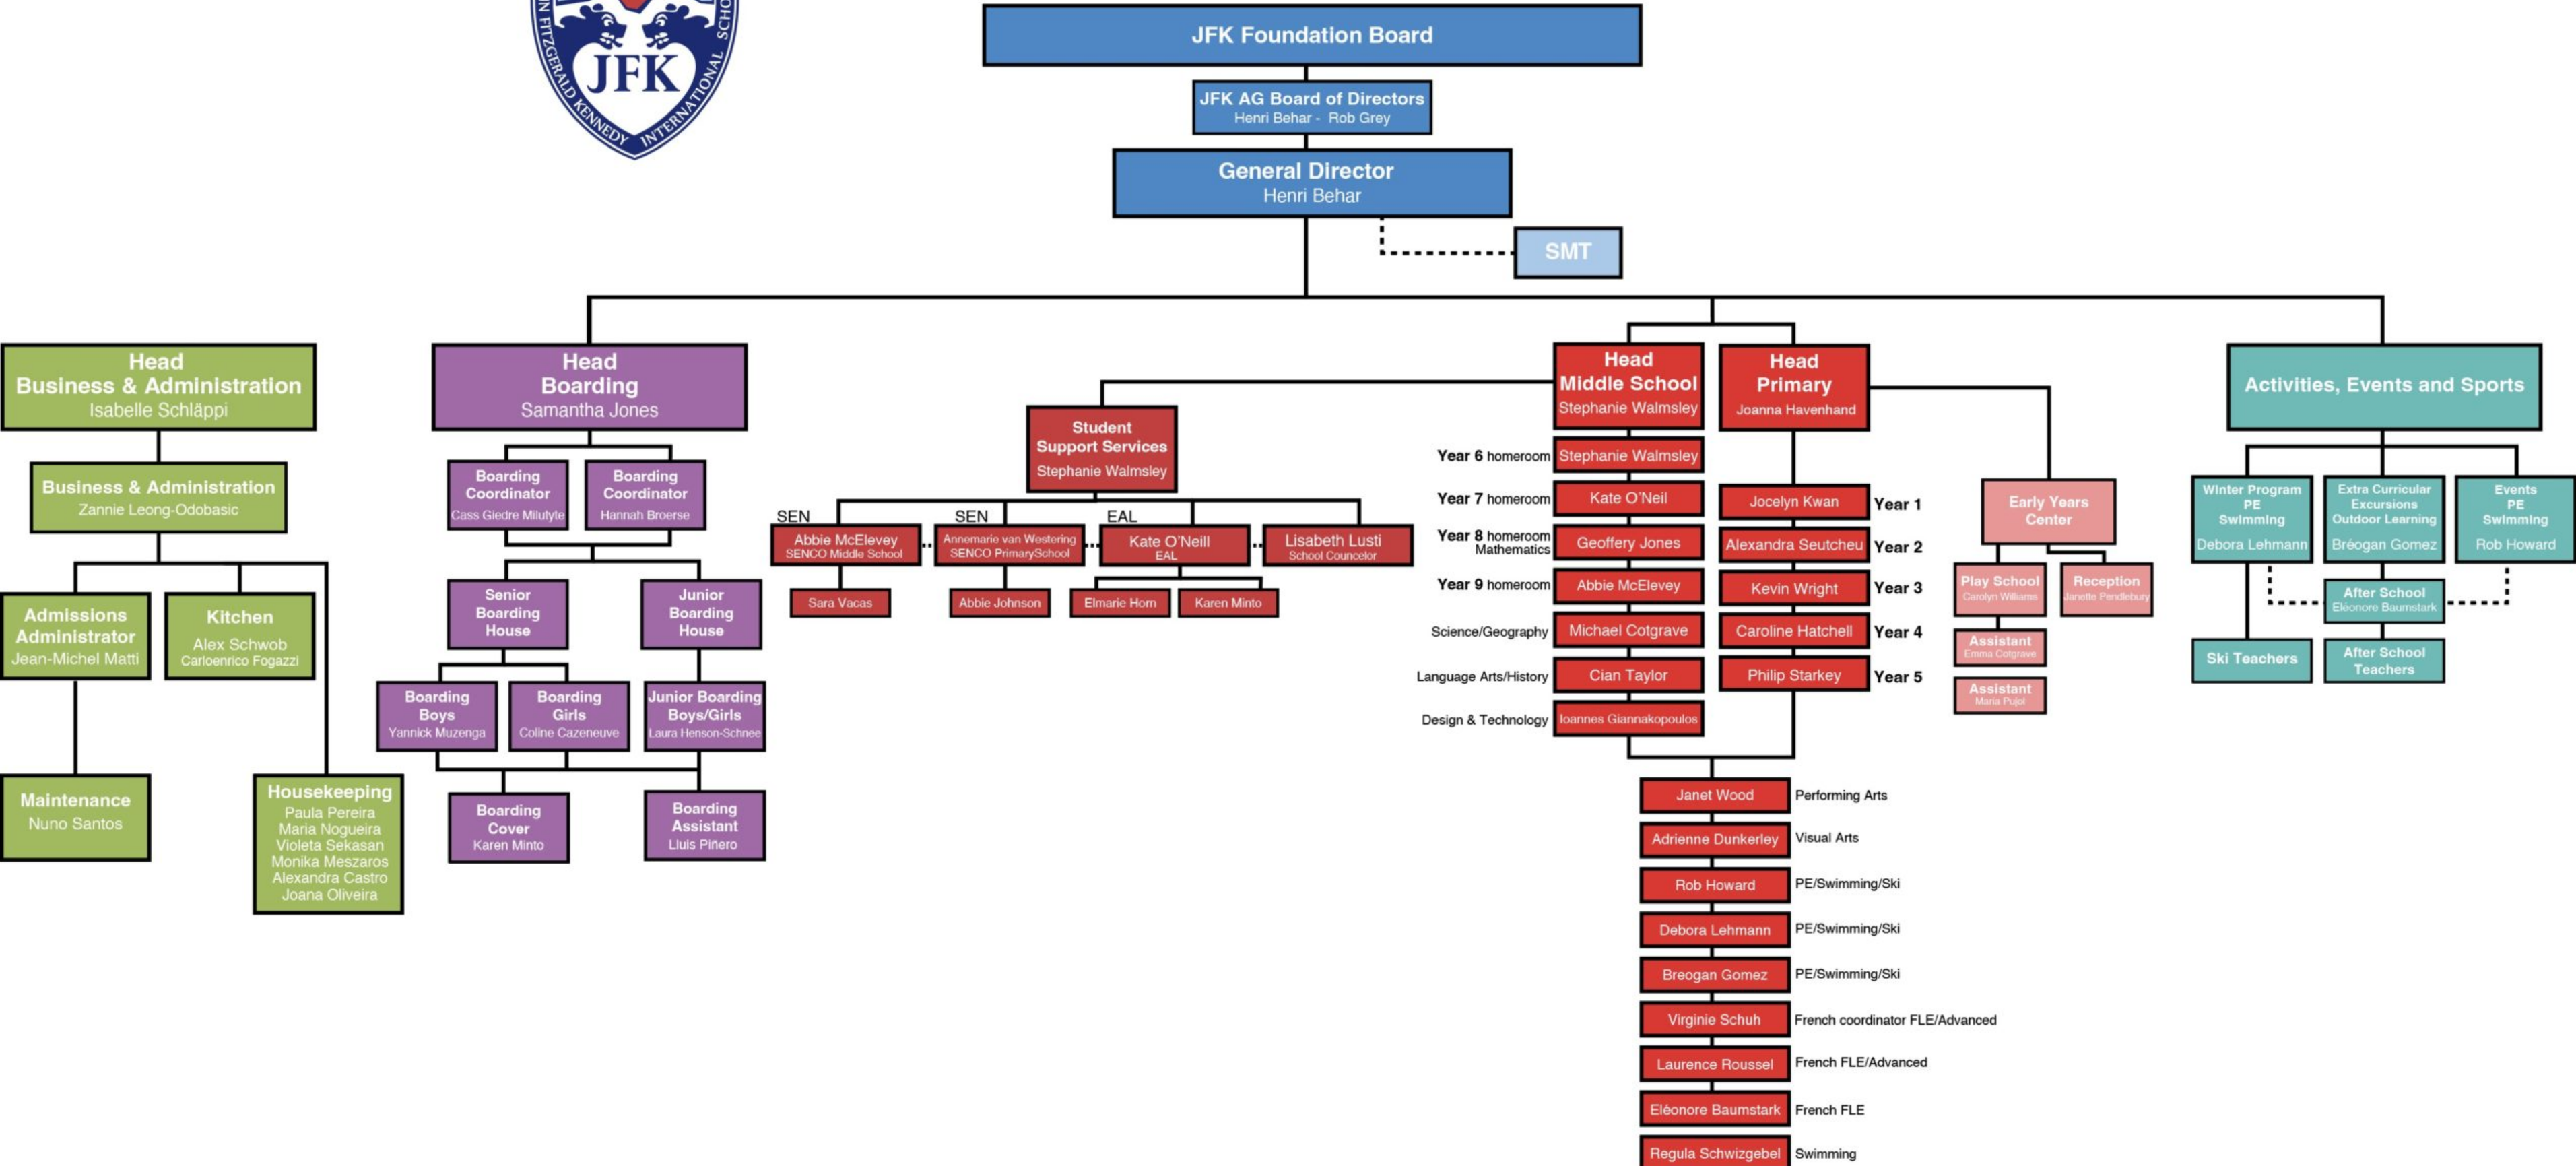 N FITZGERALD KENNEDY INTERNATIONAL SCHO
JFK
JFK Foundation Board
JFK AG Board of Directors
Henri Behar - Rob Grey
General Director
Henri Behar
SMT
Head
Business & Administration
Isabelle Schläppi
Business & Administration
Zannie Leong-Odobasic
Admissions
Administrator
Jean-Michel Matti
Kitchen
Alex Schwob
Carloenrico Fogazzi
Maintenance
Nuno Santos
Housekeeping
Paula Pereira
Maria Nogueira
Violeta Sekasan
Monika Meszaros
Alexandra Castro
Joana Oliveira
Head
Boarding
Samantha Jones
Boarding
Coordinator
Cass Giedre Milutyte
Boarding
Coordinator
Hannah Broerse
Senior
Boarding
House
Junior
Boarding
House
Boarding
Boys
Yannick Muzenga
Boarding
Girls
Coline Cazeneuve
Junior Boarding
Boys/Girls
Laura Henson-Schnee
Boarding
Cover
Karen Minto
Boarding
Assistant
Lluis Piñero
Student
Support Services
Stephanie Walmsley
SEN
Abbie McElevey
SENCO Middle School
SEN
Annemarie van Westering
SENCO PrimarySchool
EAL
Kate O'Neill
EAL
Lisabeth Lusti
School Councelor
Sara Vacas
Abbie Johnson
Elmarie Horn
Karen Minto
Head
Middle School
Stephanie Walmsley
Year 6 homeroom
Stephanie Walmsley
Year 7 homeroom
Kate O'Neil
Year 8 homeroom
Mathematics
Geoffery Jones
Year 9 homeroom
Abbie McElevey
Science/Geography
Michael Cotgrave
Language Arts/History
Cian Taylor
Design & Technology
Ioannes Giannakopoulos
Head
Primary
Joanna Havenhand
Jocelyn Kwan
Year 1
Alexandra Seutcheu
Year 2
Kevin Wright
Year 3
Caroline Hatchell
Year 4
Philip Starkey
Year 5
Janet Wood
Performing Arts
Adrienne Dunkerley
Visual Arts
Rob Howard
PE/Swimming/Ski
Debora Lehmann
PE/Swimming/Ski
Breogan Gomez
PE/Swimming/Ski
Virginie Schuh
French coordinator FLE/Advanced
Laurence Roussel
French FLE/Advanced
Eléonore Baumstark
French FLE
Regula Schwizgebel
Swimming
Early Years
Center
Play School
Carolyn Williams
Reception
Janette Pendlebury
Assistant
Emma Cotgrave
Assistant
Maria Pujol
Activities, Events and Sports
Winter Program
PE
Swimming
Debora Lehmann
Extra Curricular
Excursions
Outdoor Learning
Bréogan Gomez
Events
PE
Swimming
Rob Howard
After School
Eléonore Baumstark
Ski Teachers
After School
Teachers